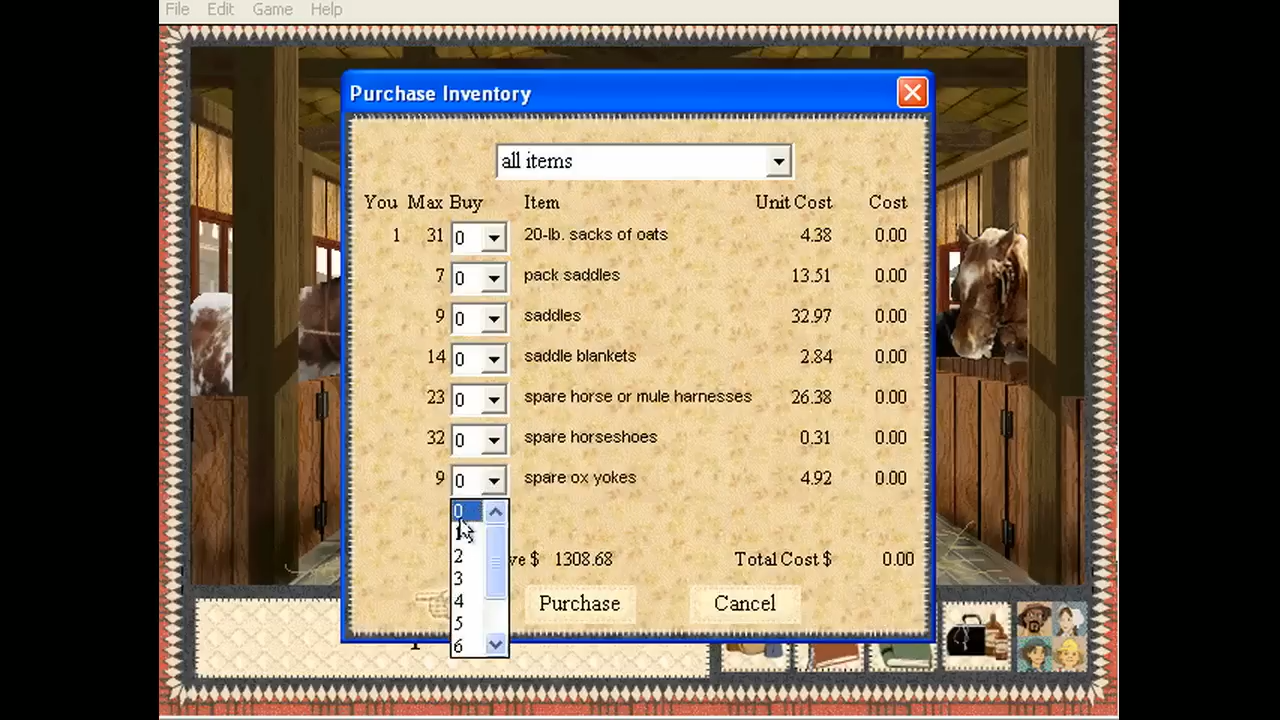 File Edit Game Help
Purchase Inventory
all items
You Max Buy Item Unit Cost Cost
1 31 0 20-lb. sacks of oats 4.38 0.00
7 0 pack saddles 13.51 0.00
9 0 saddles 32.97 0.00
14 0 saddle blankets 2.84 0.00
23 0 spare horse or mule harnesses 26.38 0.00
32 0 spare horseshoes 0.31 0.00
9 0 spare ox yokes 4.92 0.00
0
1
2
3
4
5
6
ve $ 1308.68 Total Cost $ 0.00
Purchase Cancel